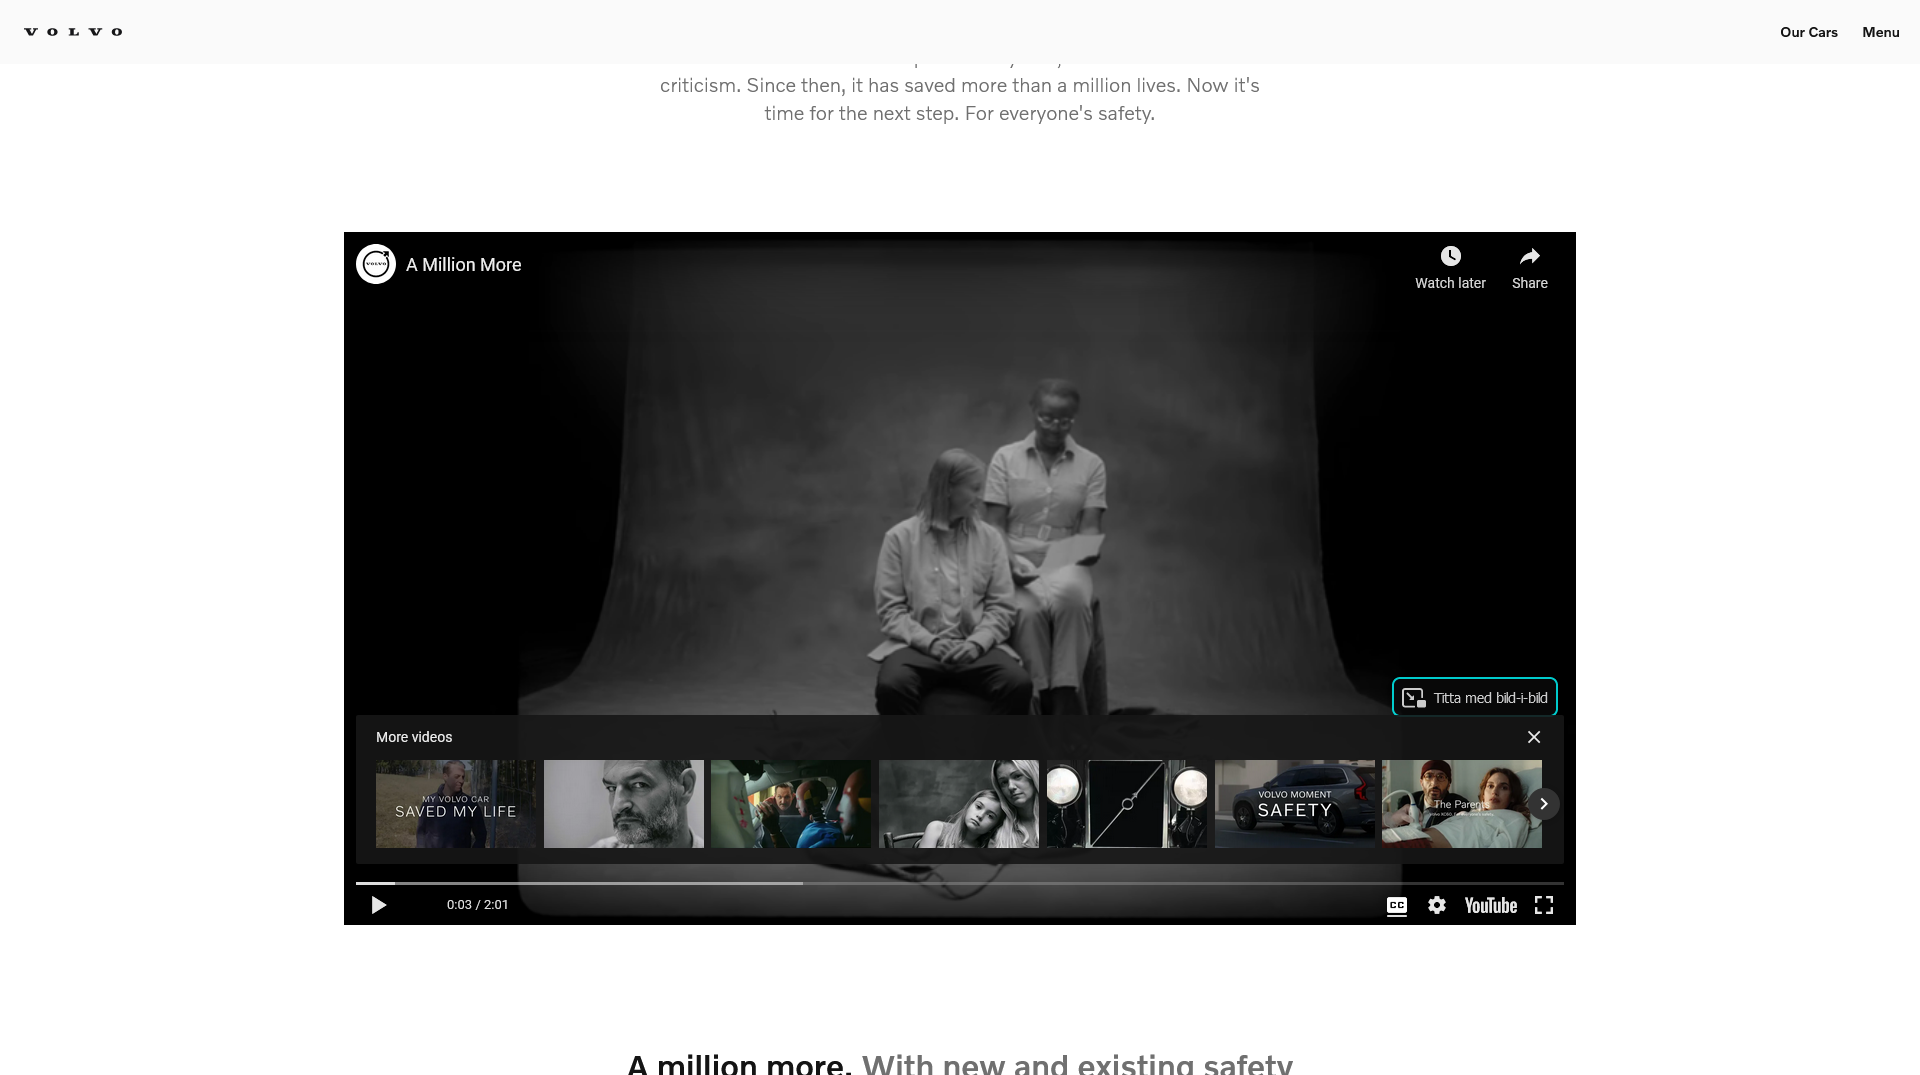 VOLVO
Our Cars
Menu
criticism. Since then, it has saved more than a million lives. Now it's
time for the next step. For everyone's safety.
VOLVO
A Million More
Watch later
Share
Titta med bild-i-bild
More videos
MY VOLVO CAR
SAVED MY LIFE
VOLVO MOMENT
SAFETY
The Parents
0:03 / 2:01
CC
YouTube
A million more. With new and existing safety